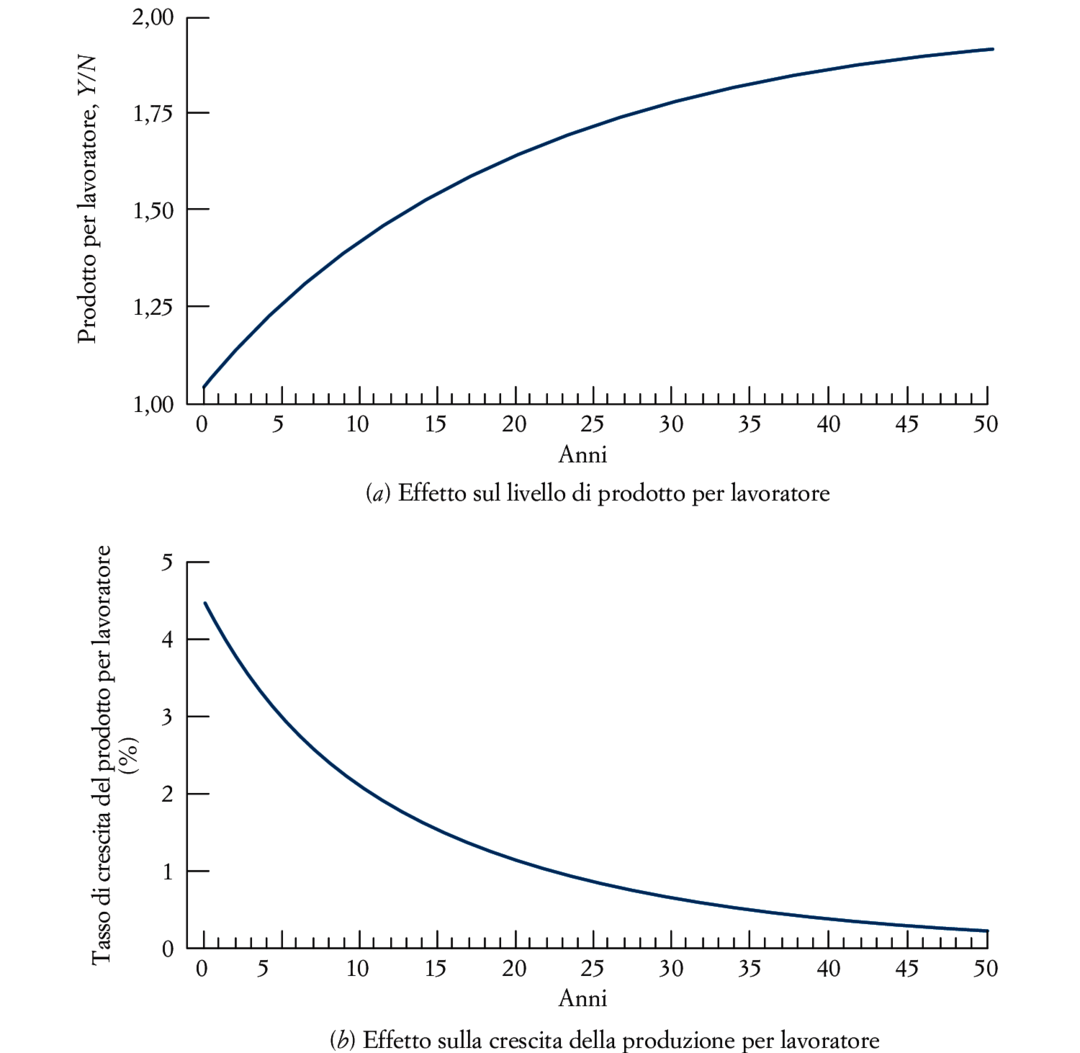 2,00
1,75
1,50
1,25
1,00
Prodotto per lavoratore, Y/N
0 5 10 15 20 25 30 35 40 45 50
Anni
(a) Effetto sul livello di prodotto per lavoratore
5
4
3
2
1
0
Tasso di crescita del prodotto per lavoratore
(%)
0 5 10 15 20 25 30 35 40 45 50
Anni
(b) Effetto sulla crescita della produzione per lavoratore